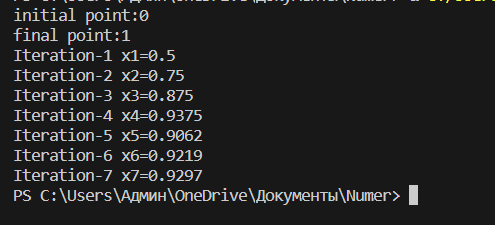 initial point:0
final point:1
Iteration-1 x1=0.5
Iteration-2 x2=0.75
Iteration-3 x3=0.875
Iteration-4 x4=0.9375
Iteration-5 x5=0.9062
Iteration-6 x6=0.9219
Iteration-7 x7=0.9297
PS C:\Users\Админ\OneDrive\Документы\Numer>